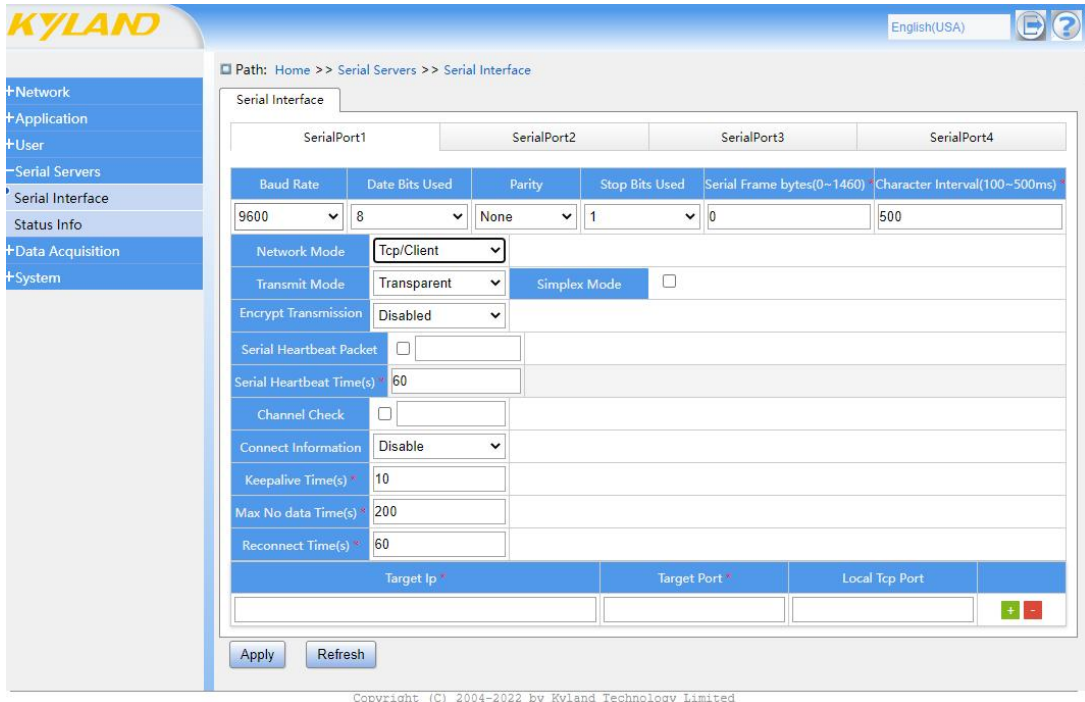 KYLAND
English(USA)
Path: Home >> Serial Servers >> Serial Interface
+Network
+Application
+User
−Serial Servers
Serial Interface
Status Info
+Data Acquisition
+System
Serial Interface
SerialPort1 SerialPort2 SerialPort3 SerialPort4
Baud Rate Date Bits Used Parity Stop Bits Used Serial Frame bytes(0~1460) * Character Interval(100~500ms) *
9600 8 None 1 0 500
Network Mode Tcp/Client
Transmit Mode Transparent Simplex Mode
Encrypt Transmission Disabled
Serial Heartbeat Packet
Serial Heartbeat Time(s) * 60
Channel Check
Connect Information Disable
Keepalive Time(s) * 10
Max No data Time(s) * 200
Reconnect Time(s) * 60
Target Ip * Target Port * Local Tcp Port
+ -
Apply Refresh
Copyright (C) 2004-2022 by Kyland Technology Limited